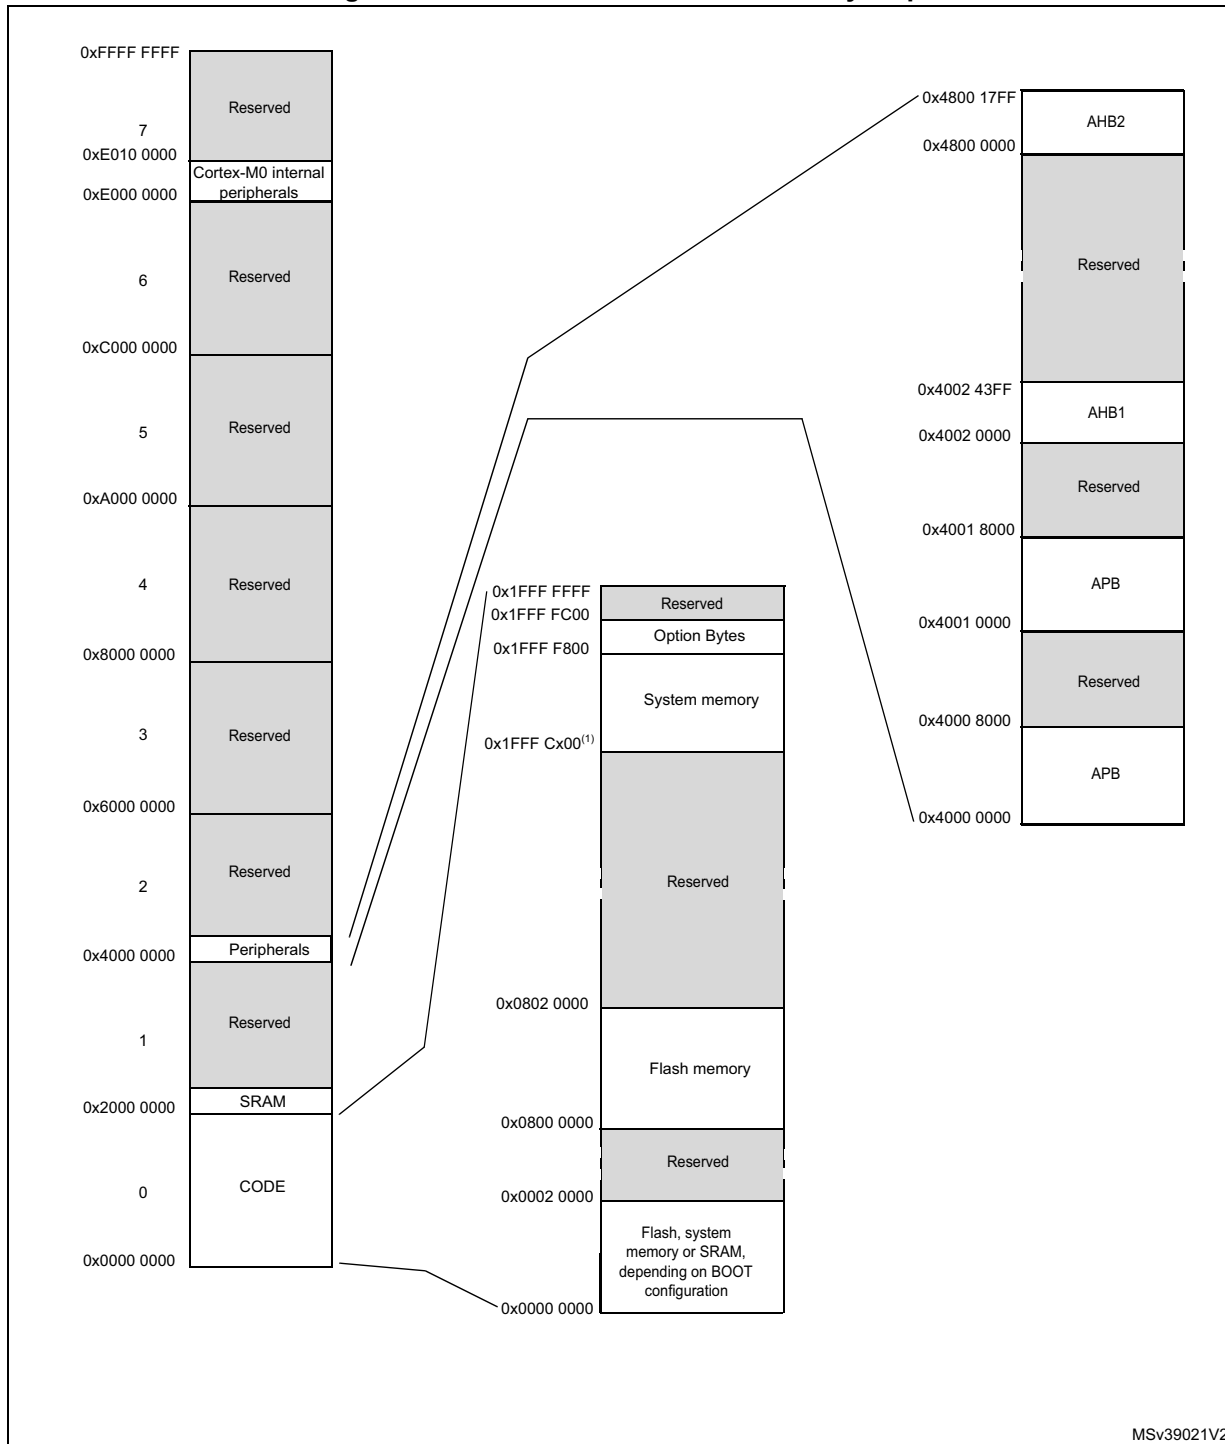 0xFFFF FFFF
Reserved
7
0xE010 0000
Cortex-M0 internal
peripherals
0xE000 0000
Reserved
6
0xC000 0000
Reserved
5
0xA000 0000
Reserved
4
0x8000 0000
Reserved
3
0x6000 0000
Reserved
2
Peripherals
0x4000 0000
Reserved
1
SRAM
0x2000 0000
CODE
0
0x0000 0000
0x1FFF FFFF
Reserved
0x1FFF FC00
Option Bytes
0x1FFF F800
System memory
0x1FFF Cx00(1)
Reserved
0x0802 0000
Flash memory
0x0800 0000
Reserved
0x0002 0000
Flash, system
memory or SRAM,
depending on BOOT
configuration
0x0000 0000
0x4800 17FF
AHB2
0x4800 0000
Reserved
0x4002 43FF
AHB1
0x4002 0000
Reserved
0x4001 8000
APB
0x4001 0000
Reserved
0x4000 8000
APB
0x4000 0000
MSv39021V2